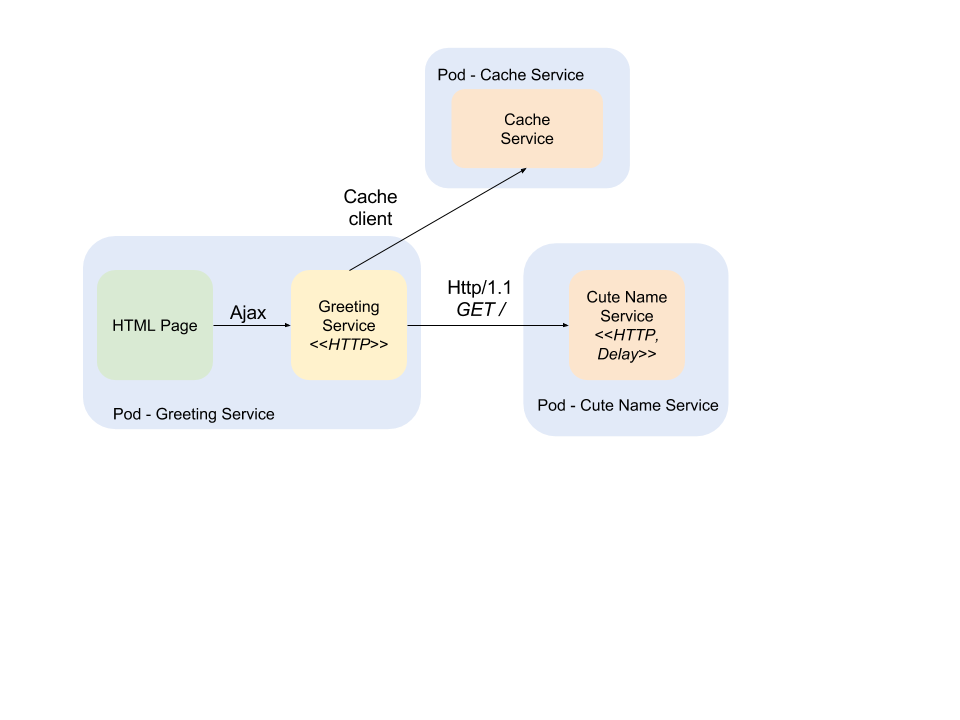 Pod - Cache Service
Cache
Service
Cache
client
HTML Page
Ajax
Greeting
Service
<<HTTP>>
Http/1.1
GET /
Cute Name
Service
<<HTTP,
Delay>>
Pod - Greeting Service
Pod - Cute Name Service